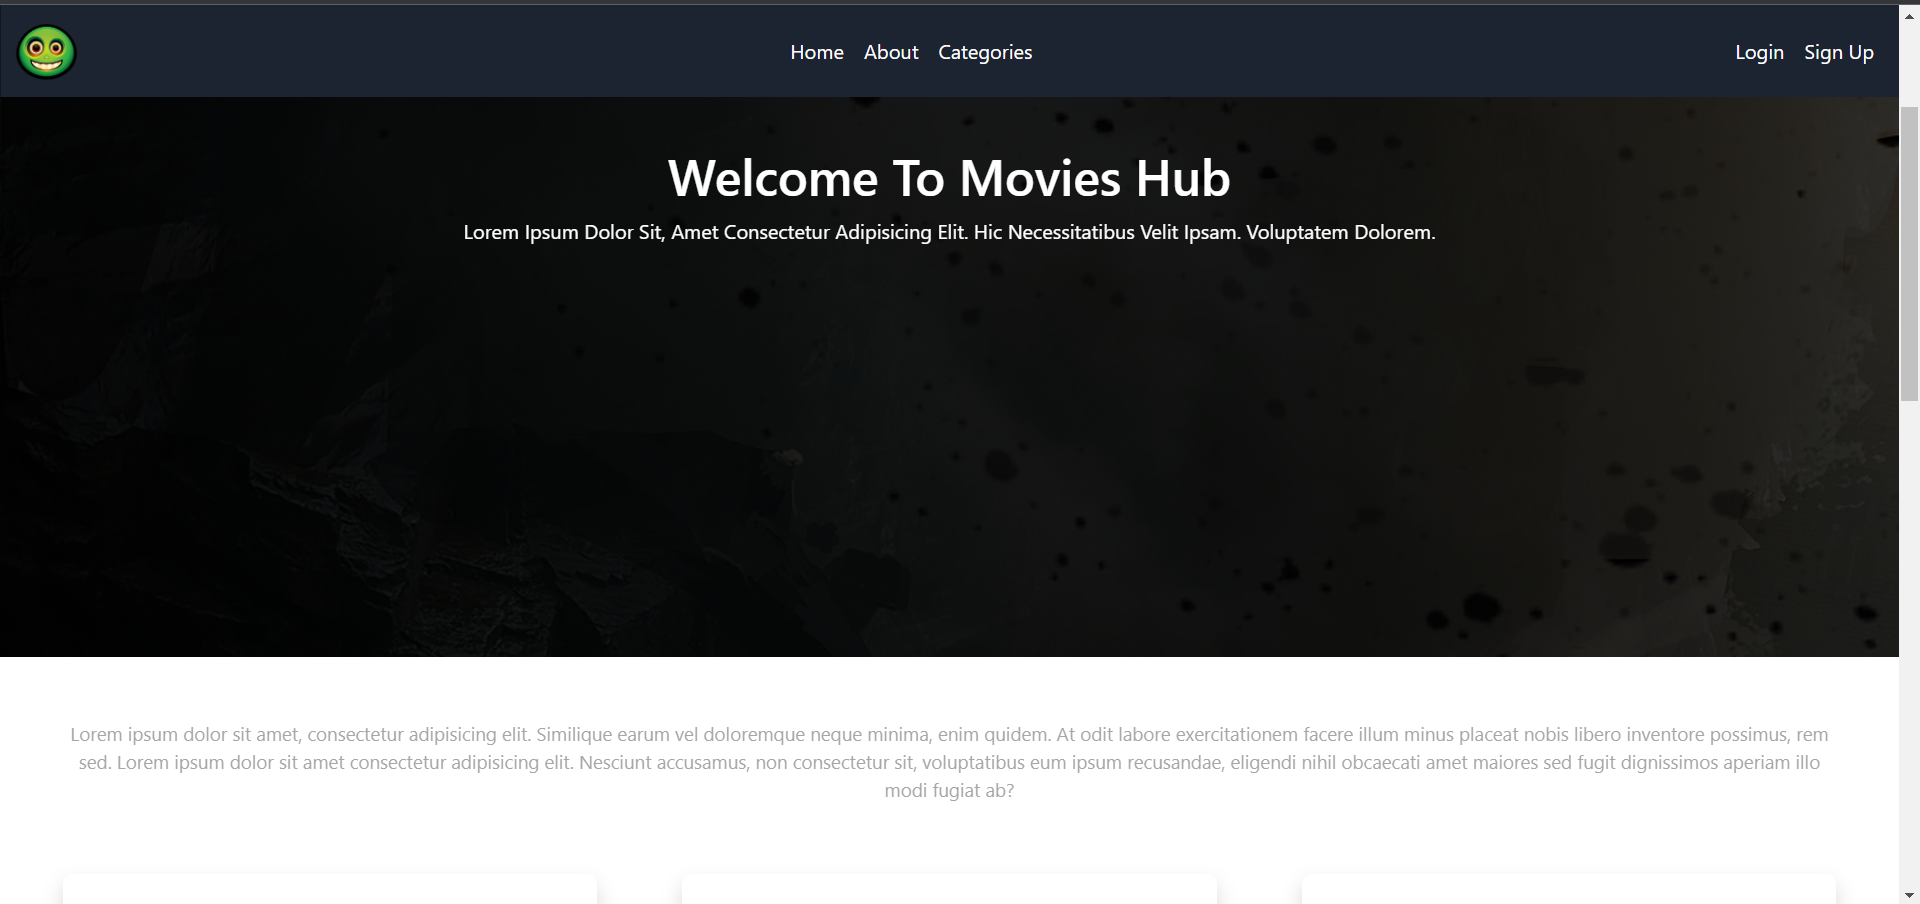 Home About Categories Login Sign Up
Welcome To Movies Hub
Lorem Ipsum Dolor Sit, Amet Consectetur Adipisicing Elit. Hic Necessitatibus Velit Ipsam. Voluptatem Dolorem.
Lorem ipsum dolor sit amet, consectetur adipisicing elit. Similique earum vel doloremque neque minima, enim quidem. At odit labore exercitationem facere illum minus placeat nobis libero inventore possimus, rem
sed. Lorem ipsum dolor sit amet consectetur adipisicing elit. Nesciunt accusamus, non consectetur sit, voluptatibus eum ipsum recusandae, eligendi nihil obcaecati amet maiores sed fugit dignissimos aperiam illo
modi fugiat ab?